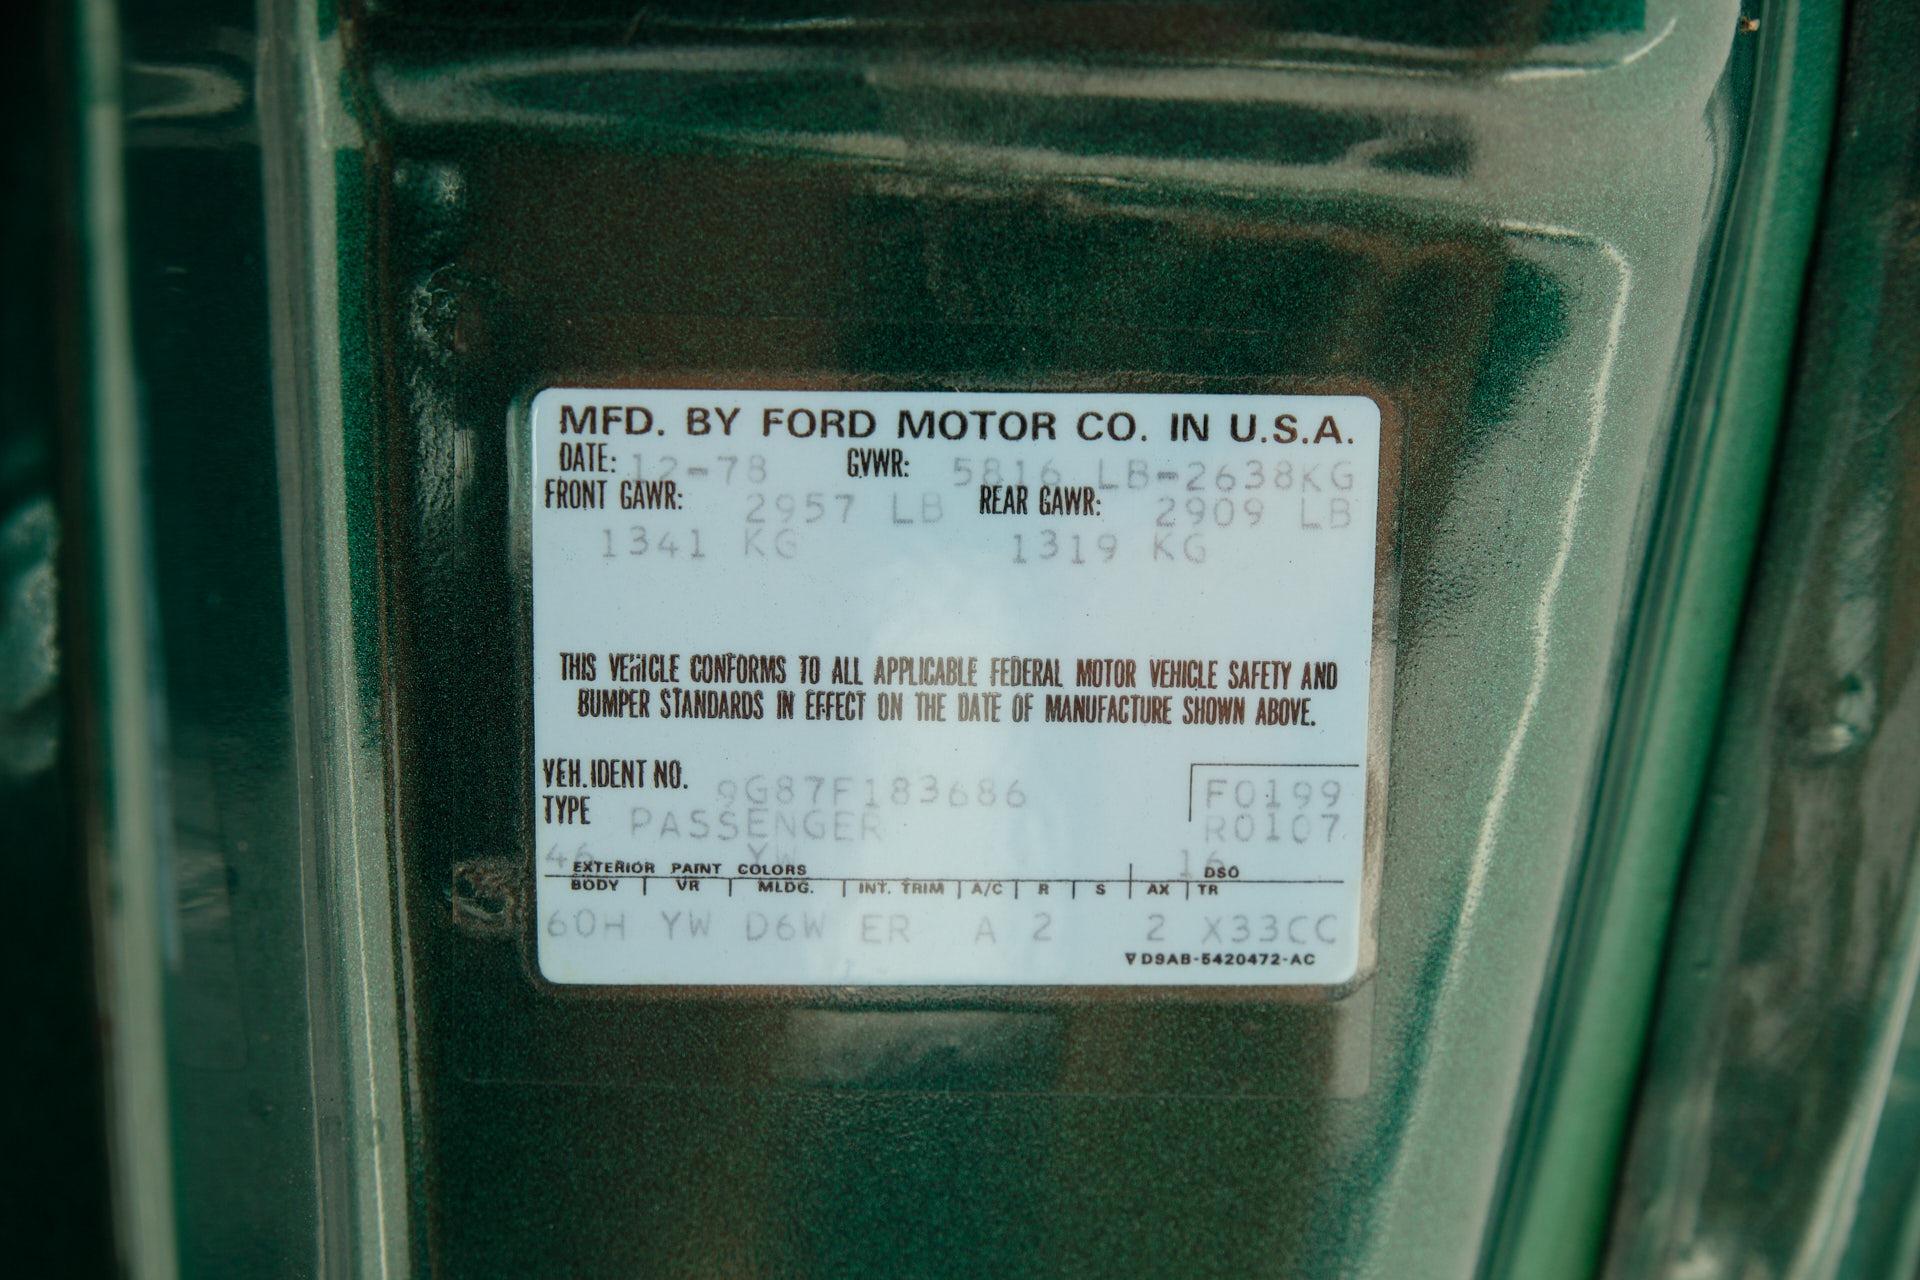 MFD. BY FORD MOTOR CO. IN U.S.A.
DATE: 12-78 GVWR: 5816 LB-2638KG
FRONT GAWR: 2957 LB REAR GAWR: 2909 LB
1341 KG 1319 KG
THIS VEHICLE CONFORMS TO ALL APPLICABLE FEDERAL MOTOR VEHICLE SAFETY AND
BUMPER STANDARDS IN EFFECT ON THE DATE OF MANUFACTURE SHOWN ABOVE.
VEH. IDENT NO. 9G87F183686 F0199
TYPE PASSENGER R0107
46 YW 16
EXTERIOR PAINT COLORS DSO
BODY VR MLDG. INT. TRIM A/C R S AX TR
60H YW D6W ER A 2 2 X33CC
D9AB-5420472-AC